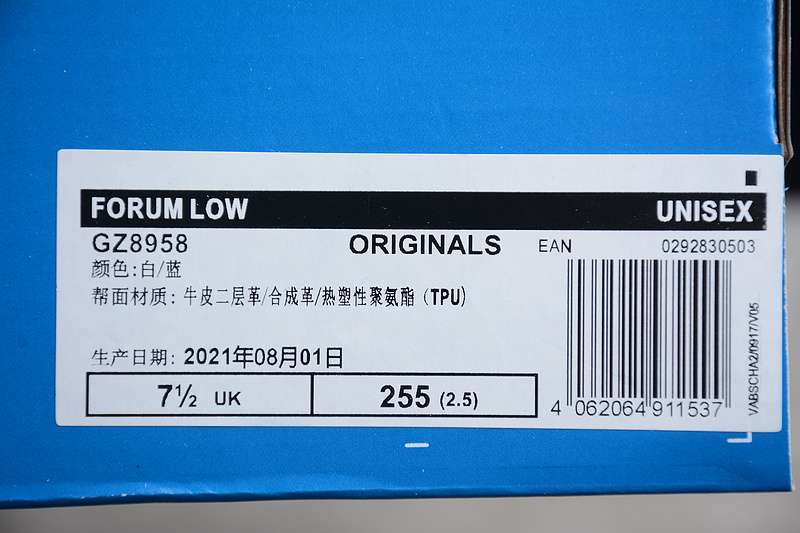 FORUM LOW UNISEX
GZ8958 ORIGINALS EAN 0292830503
颜色:白/蓝
帮面材质: 牛皮二层革/合成革/热塑性聚氨酯 (TPU)
生产日期: 2021年08月01日
7½ UK 255 (2.5)
4 062064 911537
VABSCHA2/0917/V05